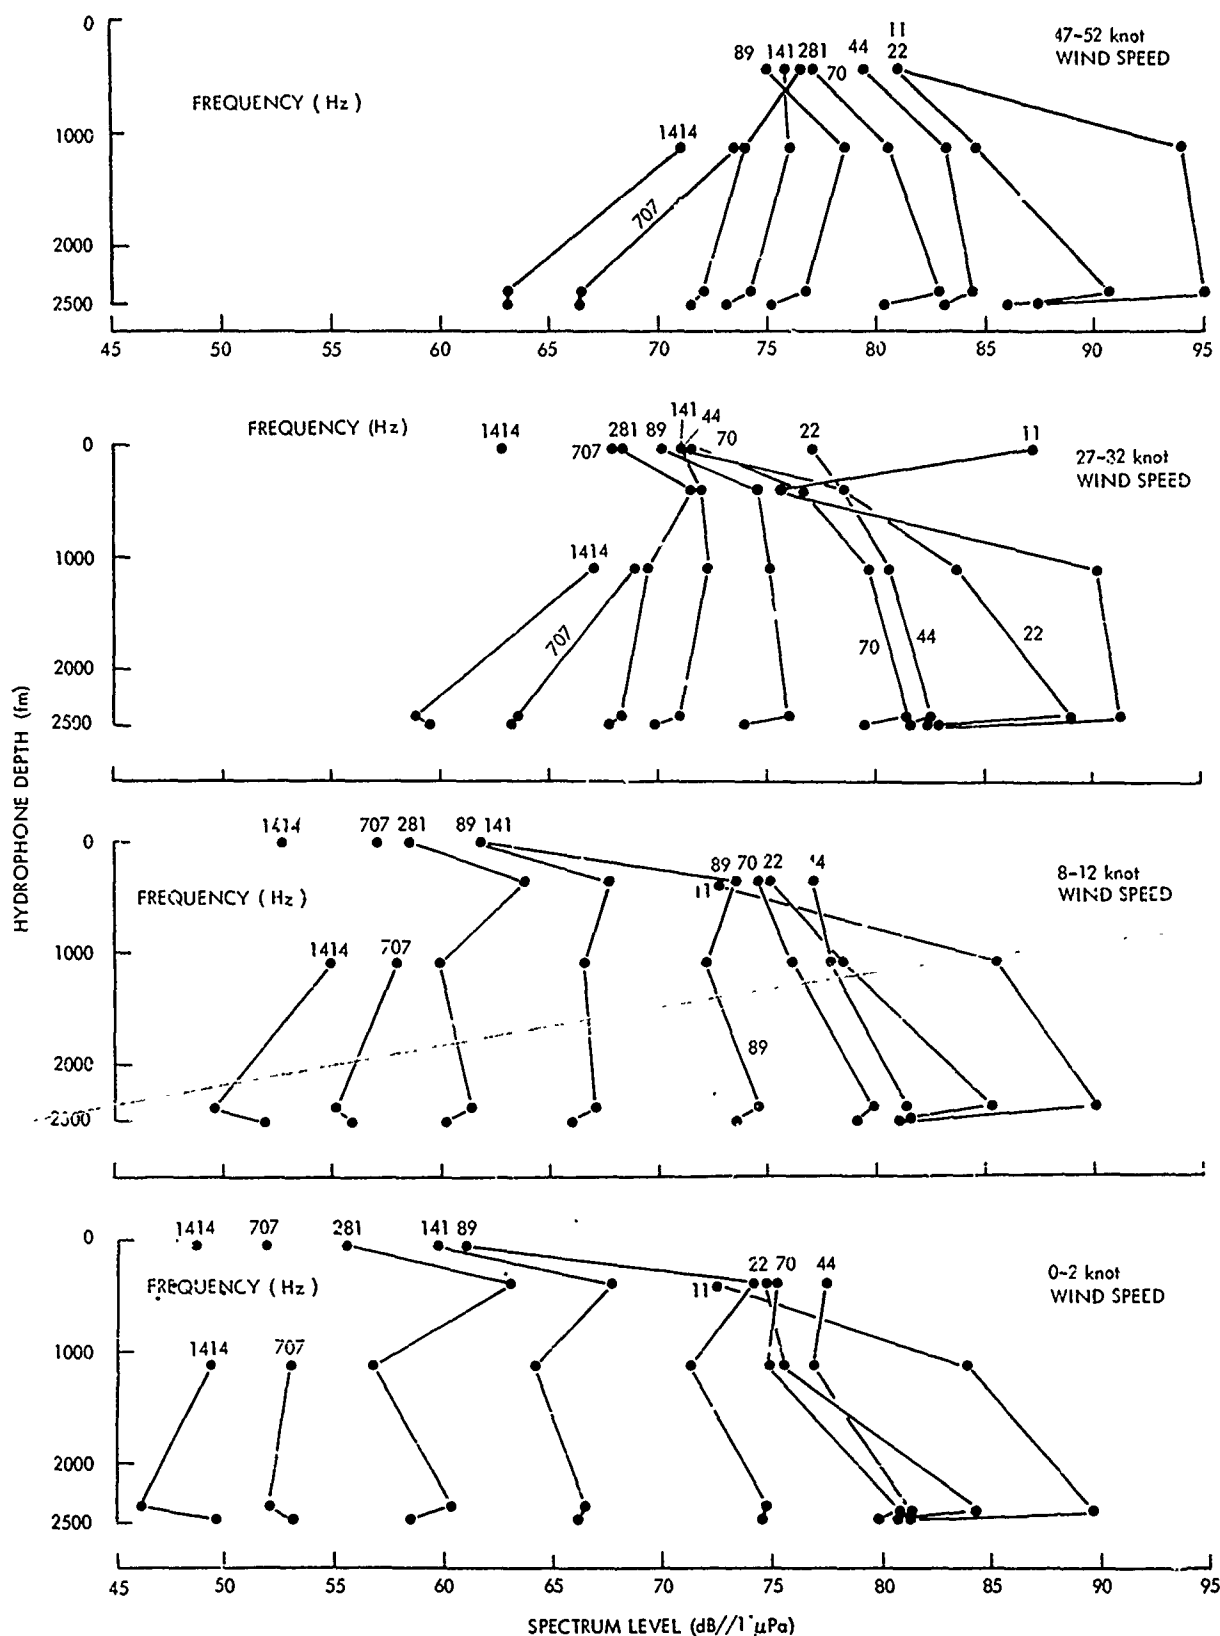 0
1000
2000
2500
HYDROPHONE DEPTH (fm)
FREQUENCY (Hz)
89 141 281 70 44 11
22
1414
707
47-52 knot
WIND SPEED
45 50 55 60 65 70 75 80 85 90 95
FREQUENCY (Hz)
0
1000
2000
2500
1414
707 281 89 141 44 70 22 11
1414
707
70 44 22
27-32 knot
WIND SPEED
0
1000
2000
2500
1414 707 281 89 141
89 70 22
11
FREQUENCY (Hz)
1414 707
89
8-12 knot
WIND SPEED
0
1000
2000
2500
1414 707 281 141 89
22 70 44
11
FREQUENCY (Hz)
1414 707
0-2 knot
WIND SPEED
45 50 55 60 65 70 75 80 85 90 95
SPECTRUM LEVEL (dB//1 μPa)